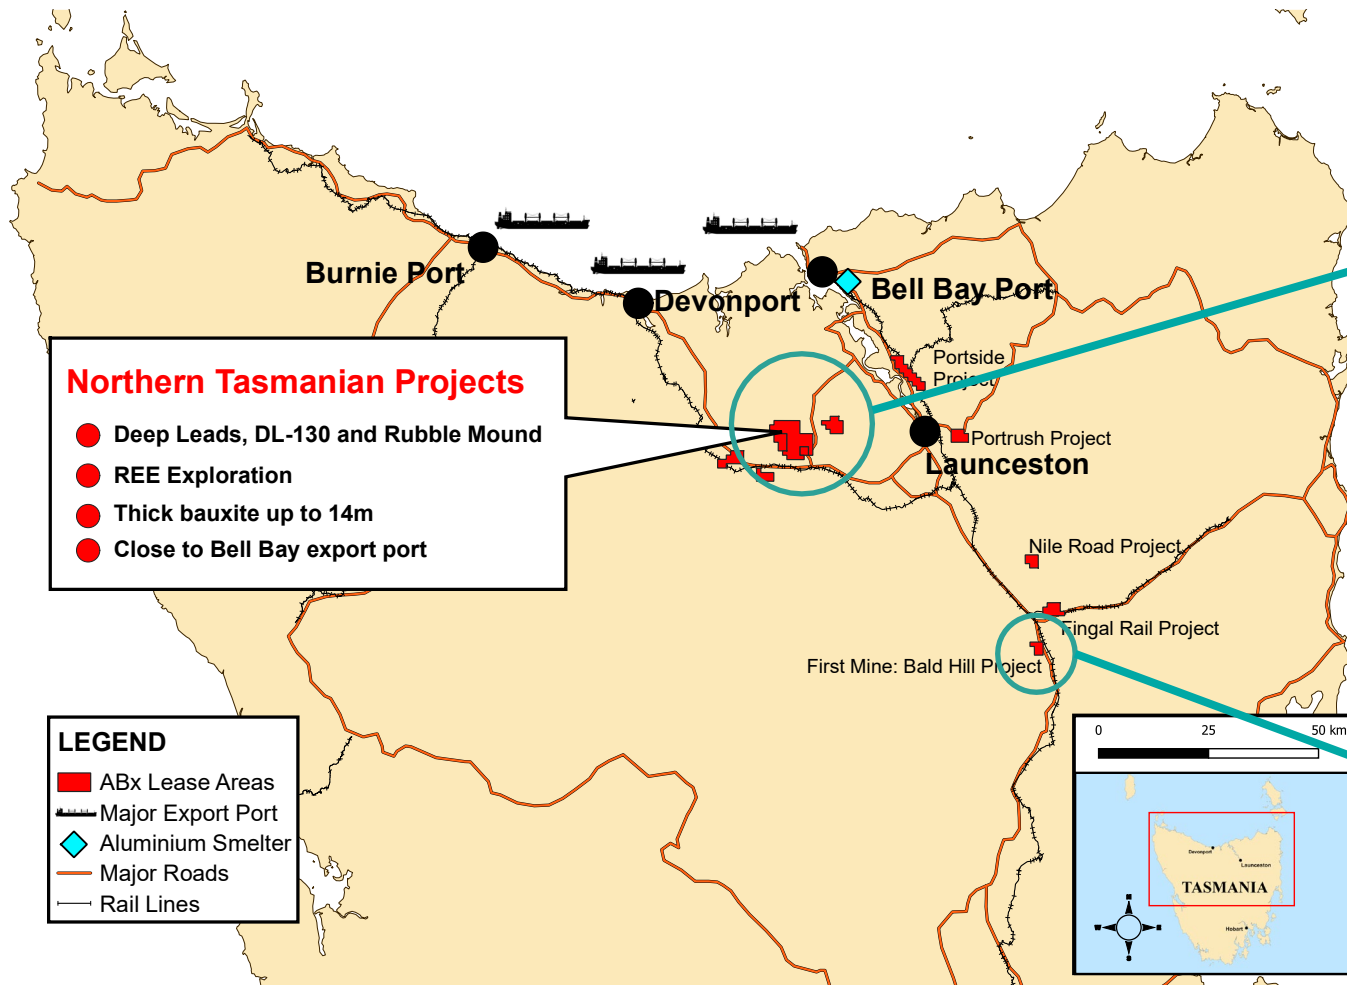 Burnie Port
Devonport
Bell Bay Port
Portside
Project
Northern Tasmanian Projects
Deep Leads, DL-130 and Rubble Mound
REE Exploration
Thick bauxite up to 14m
Close to Bell Bay export port
Portrush Project
Launceston
Nile Road Project
Fingal Rail Project
First Mine: Bald Hill Project
LEGEND
ABx Lease Areas
Major Export Port
Aluminium Smelter
Major Roads
Rail Lines
0 25 50 km
Devonport
Launceston
TASMANIA
Hobart